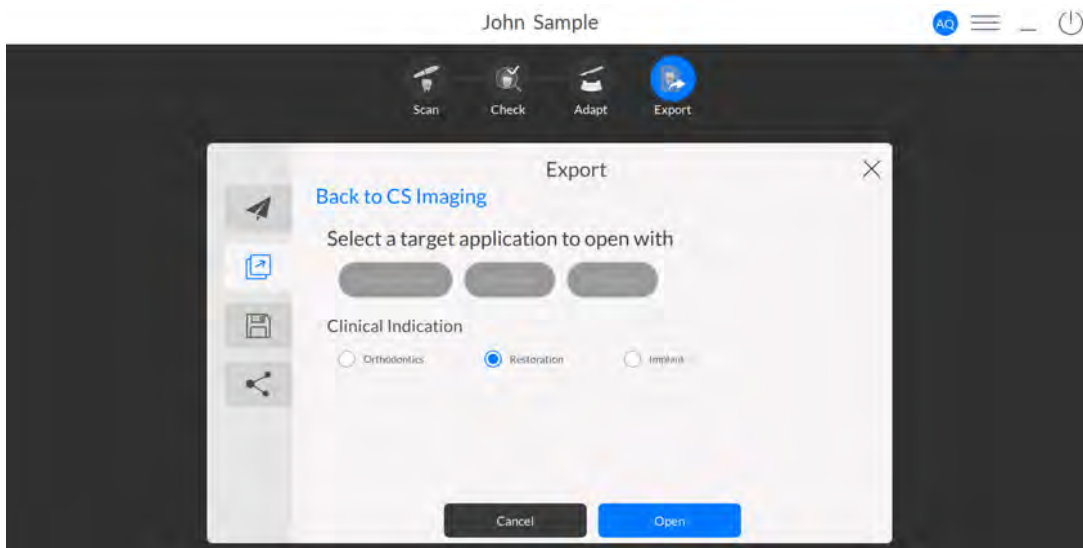 John Sample
AQ
Scan Check Adapt Export
Export
Back to CS Imaging
Select a target application to open with
Clinical Indication
Orthodontics Restoration Implant
Cancel Open